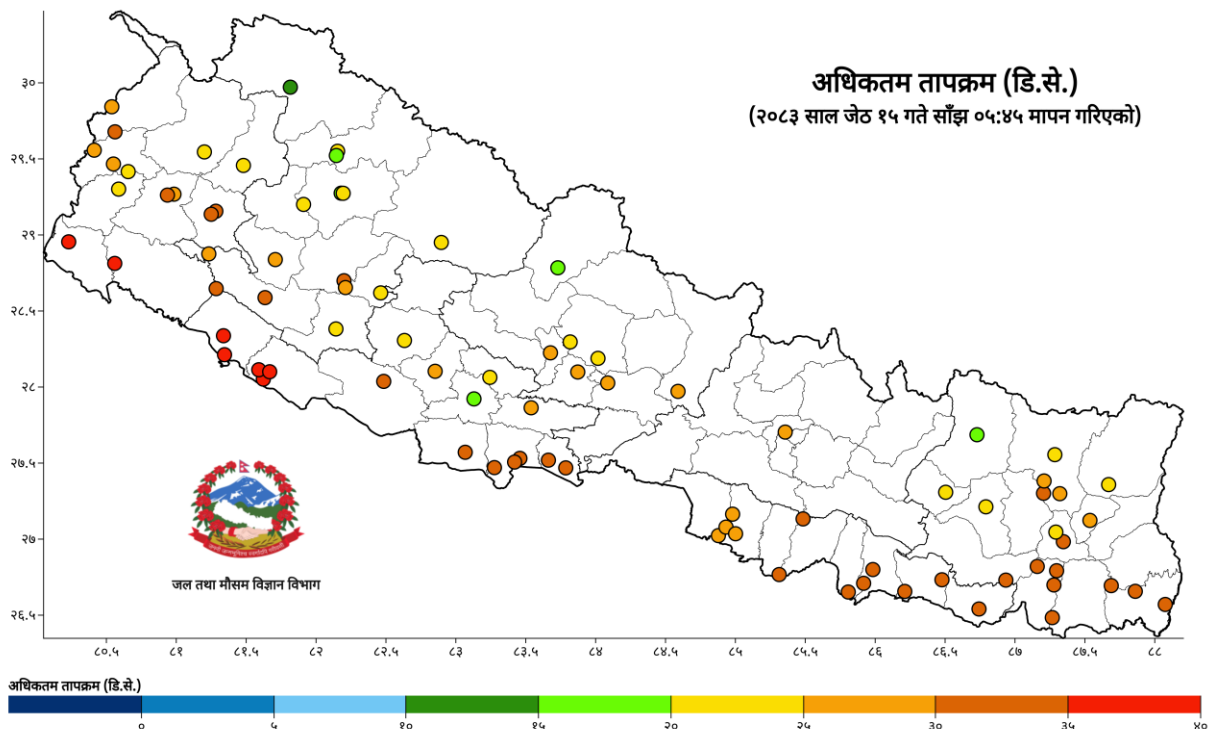 अधिकतम तापक्रम (डि.से.)
(२०८३ साल जेठ १५ गते साँझ ०५:४५ मापन गरिएको)
३०
२९.५
२९
२८.५
२८
२७.५
२७
२६.५
जल तथा मौसम विज्ञान विभाग
८०.५ ८१ ८१.५ ८२ ८२.५ ८३ ८३.५ ८४ ८४.५ ८५ ८५.५ ८६ ८६.५ ८७ ८७.५ ८८
अधिकतम तापक्रम (डि.से.)
० ५ १० १५ २० २५ ३० ३५ ४०